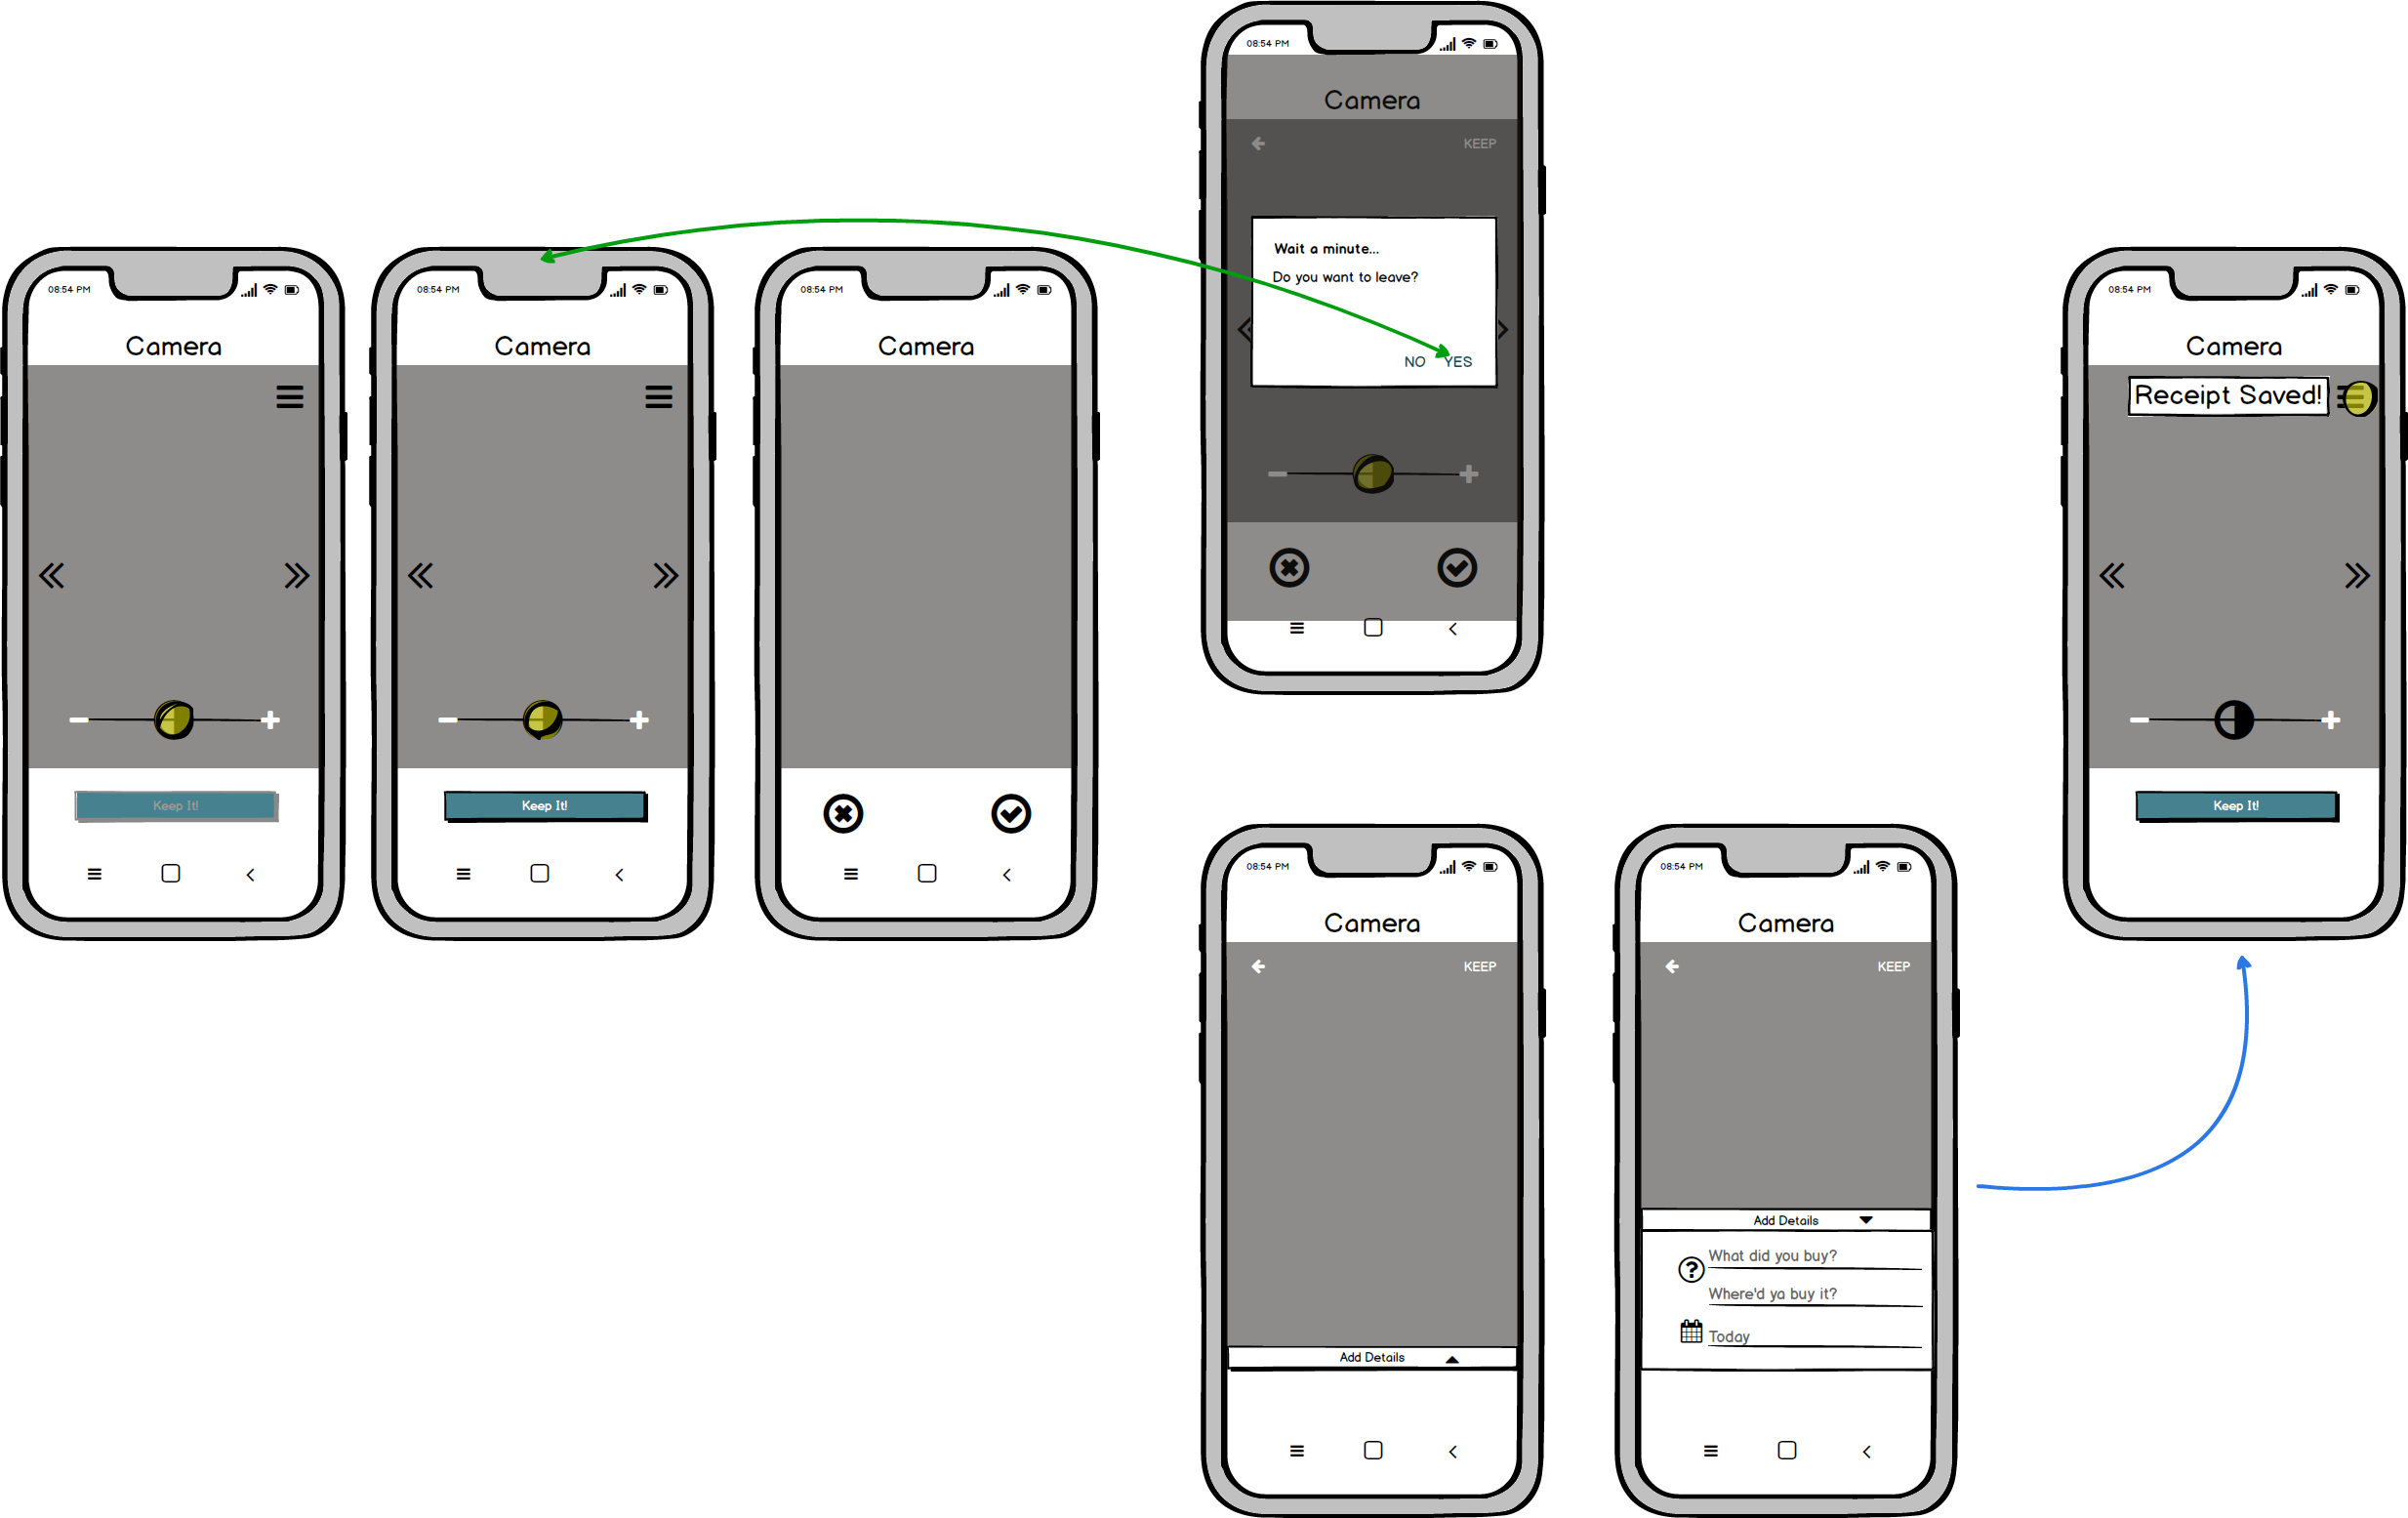 08:54 PM
Camera
Keep It!
08:54 PM
Camera
Keep It!
08:54 PM
Camera
08:54 PM
Camera
KEEP
Wait a minute...
Do you want to leave?
NO YES
08:54 PM
Camera
KEEP
Add Details
08:54 PM
Camera
KEEP
Add Details
What did you buy?
Where'd ya buy it?
Today
08:54 PM
Camera
Receipt Saved!
Keep It!